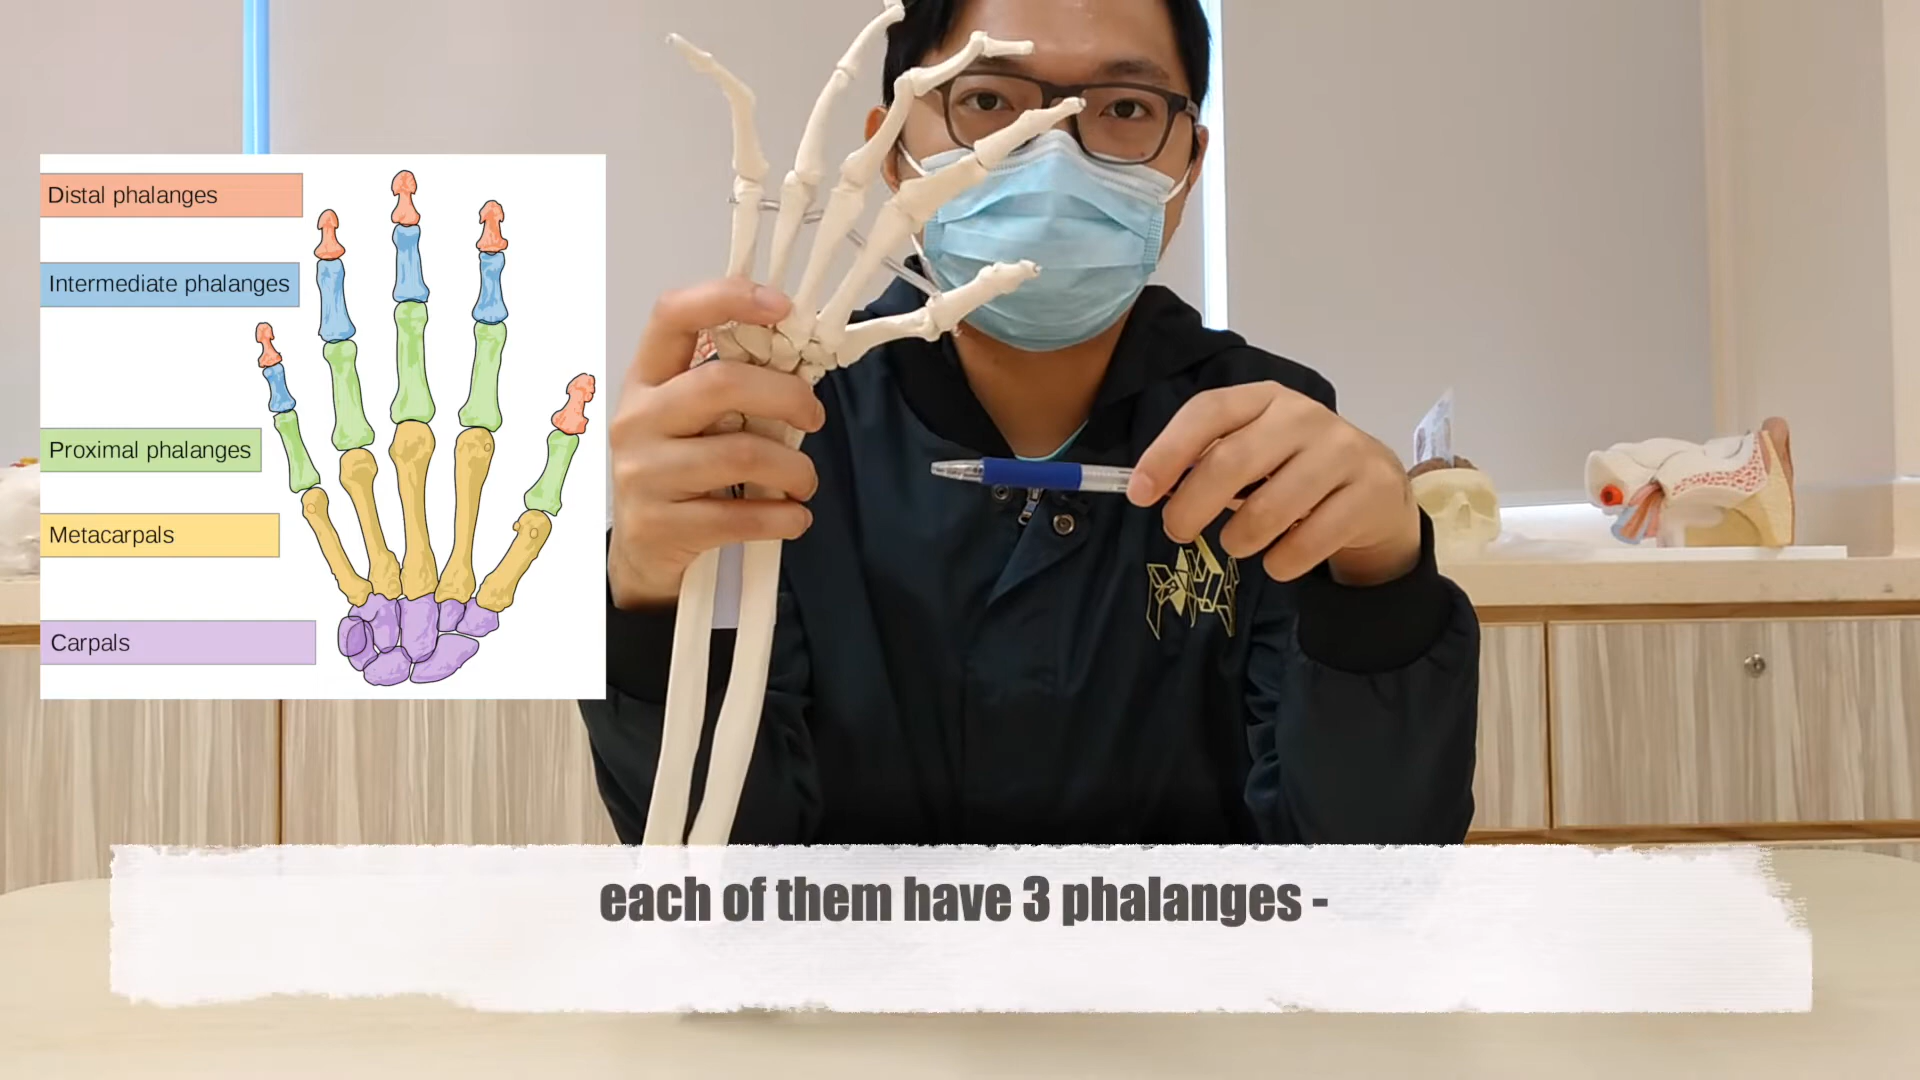 Distal phalanges
Intermediate phalanges
Proximal phalanges
Metacarpals
Carpals
each of them have 3 phalanges -